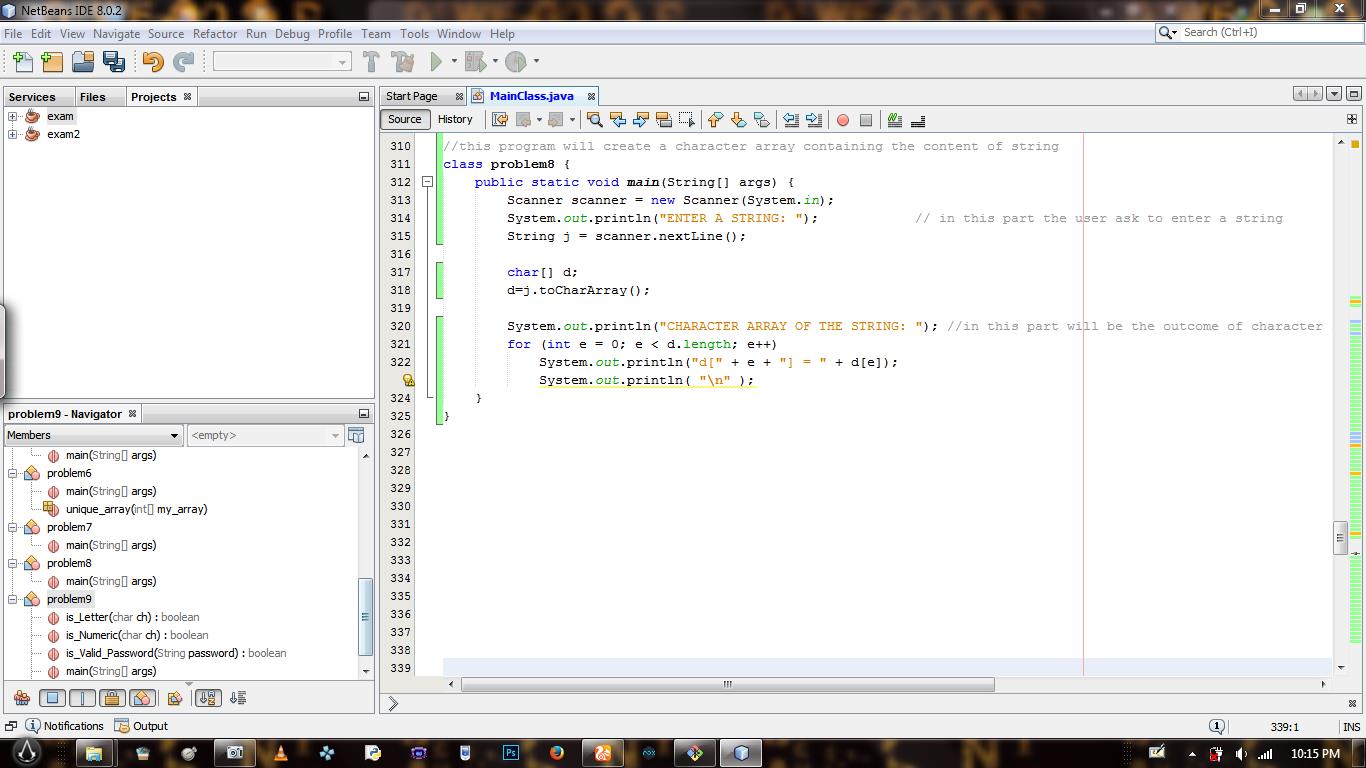 NetBeans IDE 8.0.2
File Edit View Navigate Source Refactor Run Debug Profile Team Tools Window Help
Search (Ctrl+I)
Services Files Projects
exam
exam2
Start Page MainClass.java
Source History
310 //this program will create a character array containing the content of string
311 class problem8 {
312 public static void main(String[] args) {
313 Scanner scanner = new Scanner(System.in);
314 System.out.println("ENTER A STRING: "); // in this part the user ask to enter a string
315 String j = scanner.nextLine();
316
317 char[] d;
318 d=j.toCharArray();
319
320 System.out.println("CHARACTER ARRAY OF THE STRING: "); //in this part will be the outcome of character
321 for (int e = 0; e < d.length; e++)
322 System.out.println("d[" + e + "] = " + d[e]);
System.out.println( "\n" );
324 }
325 }
326
327
328
329
330
331
332
333
334
335
336
337
338
339
problem9 - Navigator
Members <empty>
main(String[] args)
problem6
main(String[] args)
unique_array(int[] my_array)
problem7
main(String[] args)
problem8
main(String[] args)
problem9
is_Letter(char ch) : boolean
is_Numeric(char ch) : boolean
is_Valid_Password(String password) : boolean
main(String[] args)
Notifications Output
1 339:1 INS
Ps nox
10:15 PM